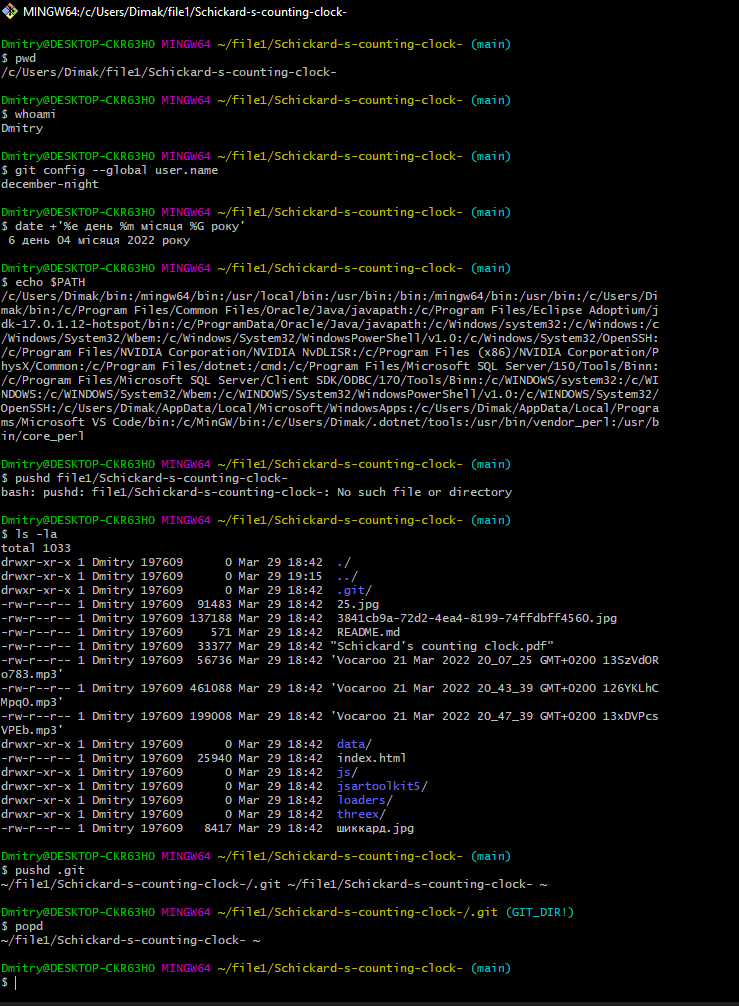 MINGW64:/c/Users/Dimak/file1/Schickard-s-counting-clock-
Dmitry@DESKTOP-CKR63HO MINGW64 ~/file1/Schickard-s-counting-clock- (main)
$ pwd
/c/Users/Dimak/file1/Schickard-s-counting-clock-
Dmitry@DESKTOP-CKR63HO MINGW64 ~/file1/Schickard-s-counting-clock- (main)
$ whoami
Dmitry
Dmitry@DESKTOP-CKR63HO MINGW64 ~/file1/Schickard-s-counting-clock- (main)
$ git config --global user.name
december-night
Dmitry@DESKTOP-CKR63HO MINGW64 ~/file1/Schickard-s-counting-clock- (main)
$ date +'%e день %m місяця %G року'
 6 день 04 місяця 2022 року
Dmitry@DESKTOP-CKR63HO MINGW64 ~/file1/Schickard-s-counting-clock- (main)
$ echo $PATH
/c/Users/Dimak/bin:/mingw64/bin:/usr/local/bin:/usr/bin:/bin:/mingw64/bin:/usr/bin:/c/Users/Di
mak/bin:/c/Program Files/Common Files/Oracle/Java/javapath:/c/Program Files/Eclipse Adoptium/j
dk-17.0.1.12-hotspot/bin:/c/ProgramData/Oracle/Java/javapath:/c/Windows/system32:/c/Windows:/c
/Windows/System32/Wbem:/c/Windows/System32/WindowsPowerShell/v1.0:/c/Windows/System32/OpenSSH:
/c/Program Files/NVIDIA Corporation/NVIDIA NvDLISR:/c/Program Files (x86)/NVIDIA Corporation/P
hysX/Common:/c/Program Files/dotnet:/cmd:/c/Program Files/Microsoft SQL Server/150/Tools/Binn:
/c/Program Files/Microsoft SQL Server/Client SDK/ODBC/170/Tools/Binn:/c/WINDOWS/system32:/c/WI
NDOWS:/c/WINDOWS/System32/Wbem:/c/WINDOWS/System32/WindowsPowerShell/v1.0:/c/WINDOWS/System32/
OpenSSH:/c/Users/Dimak/AppData/Local/Microsoft/WindowsApps:/c/Users/Dimak/AppData/Local/Progra
ms/Microsoft VS Code/bin:/c/MinGW/bin:/c/Users/Dimak/.dotnet/tools:/usr/bin/vendor_perl:/usr/b
in/core_perl
Dmitry@DESKTOP-CKR63HO MINGW64 ~/file1/Schickard-s-counting-clock- (main)
$ pushd file1/Schickard-s-counting-clock-
bash: pushd: file1/Schickard-s-counting-clock-: No such file or directory
Dmitry@DESKTOP-CKR63HO MINGW64 ~/file1/Schickard-s-counting-clock- (main)
$ ls -la
total 1033
drwxr-xr-x 1 Dmitry 197609      0 Mar 29 18:42  ./
drwxr-xr-x 1 Dmitry 197609      0 Mar 29 19:15  ../
drwxr-xr-x 1 Dmitry 197609      0 Mar 29 18:42  .git/
-rw-r--r-- 1 Dmitry 197609  91483 Mar 29 18:42  25.jpg
-rw-r--r-- 1 Dmitry 197609 137188 Mar 29 18:42  3841cb9a-72d2-4ea4-8199-74ffdbff4560.jpg
-rw-r--r-- 1 Dmitry 197609    571 Mar 29 18:42  README.md
-rw-r--r-- 1 Dmitry 197609  33377 Mar 29 18:42 "Schickard's counting clock.pdf"
-rw-r--r-- 1 Dmitry 197609  56736 Mar 29 18:42 'Vocaroo 21 Mar 2022 20_07_25 GMT+0200 13SzVdOR
o783.mp3'
-rw-r--r-- 1 Dmitry 197609 461088 Mar 29 18:42 'Vocaroo 21 Mar 2022 20_43_39 GMT+0200 126YKLhC
MpqO.mp3'
-rw-r--r-- 1 Dmitry 197609 199008 Mar 29 18:42 'Vocaroo 21 Mar 2022 20_47_39 GMT+0200 13xDVPcs
VPEb.mp3'
drwxr-xr-x 1 Dmitry 197609      0 Mar 29 18:42  data/
-rw-r--r-- 1 Dmitry 197609  25940 Mar 29 18:42  index.html
drwxr-xr-x 1 Dmitry 197609      0 Mar 29 18:42  js/
drwxr-xr-x 1 Dmitry 197609      0 Mar 29 18:42  jsartoolkit5/
drwxr-xr-x 1 Dmitry 197609      0 Mar 29 18:42  loaders/
drwxr-xr-x 1 Dmitry 197609      0 Mar 29 18:42  threex/
-rw-r--r-- 1 Dmitry 197609   8417 Mar 29 18:42  шиккард.jpg
Dmitry@DESKTOP-CKR63HO MINGW64 ~/file1/Schickard-s-counting-clock- (main)
$ pushd .git
~/file1/Schickard-s-counting-clock-/.git ~/file1/Schickard-s-counting-clock- ~
Dmitry@DESKTOP-CKR63HO MINGW64 ~/file1/Schickard-s-counting-clock-/.git (GIT_DIR!)
$ popd
~/file1/Schickard-s-counting-clock- ~
Dmitry@DESKTOP-CKR63HO MINGW64 ~/file1/Schickard-s-counting-clock- (main)
$